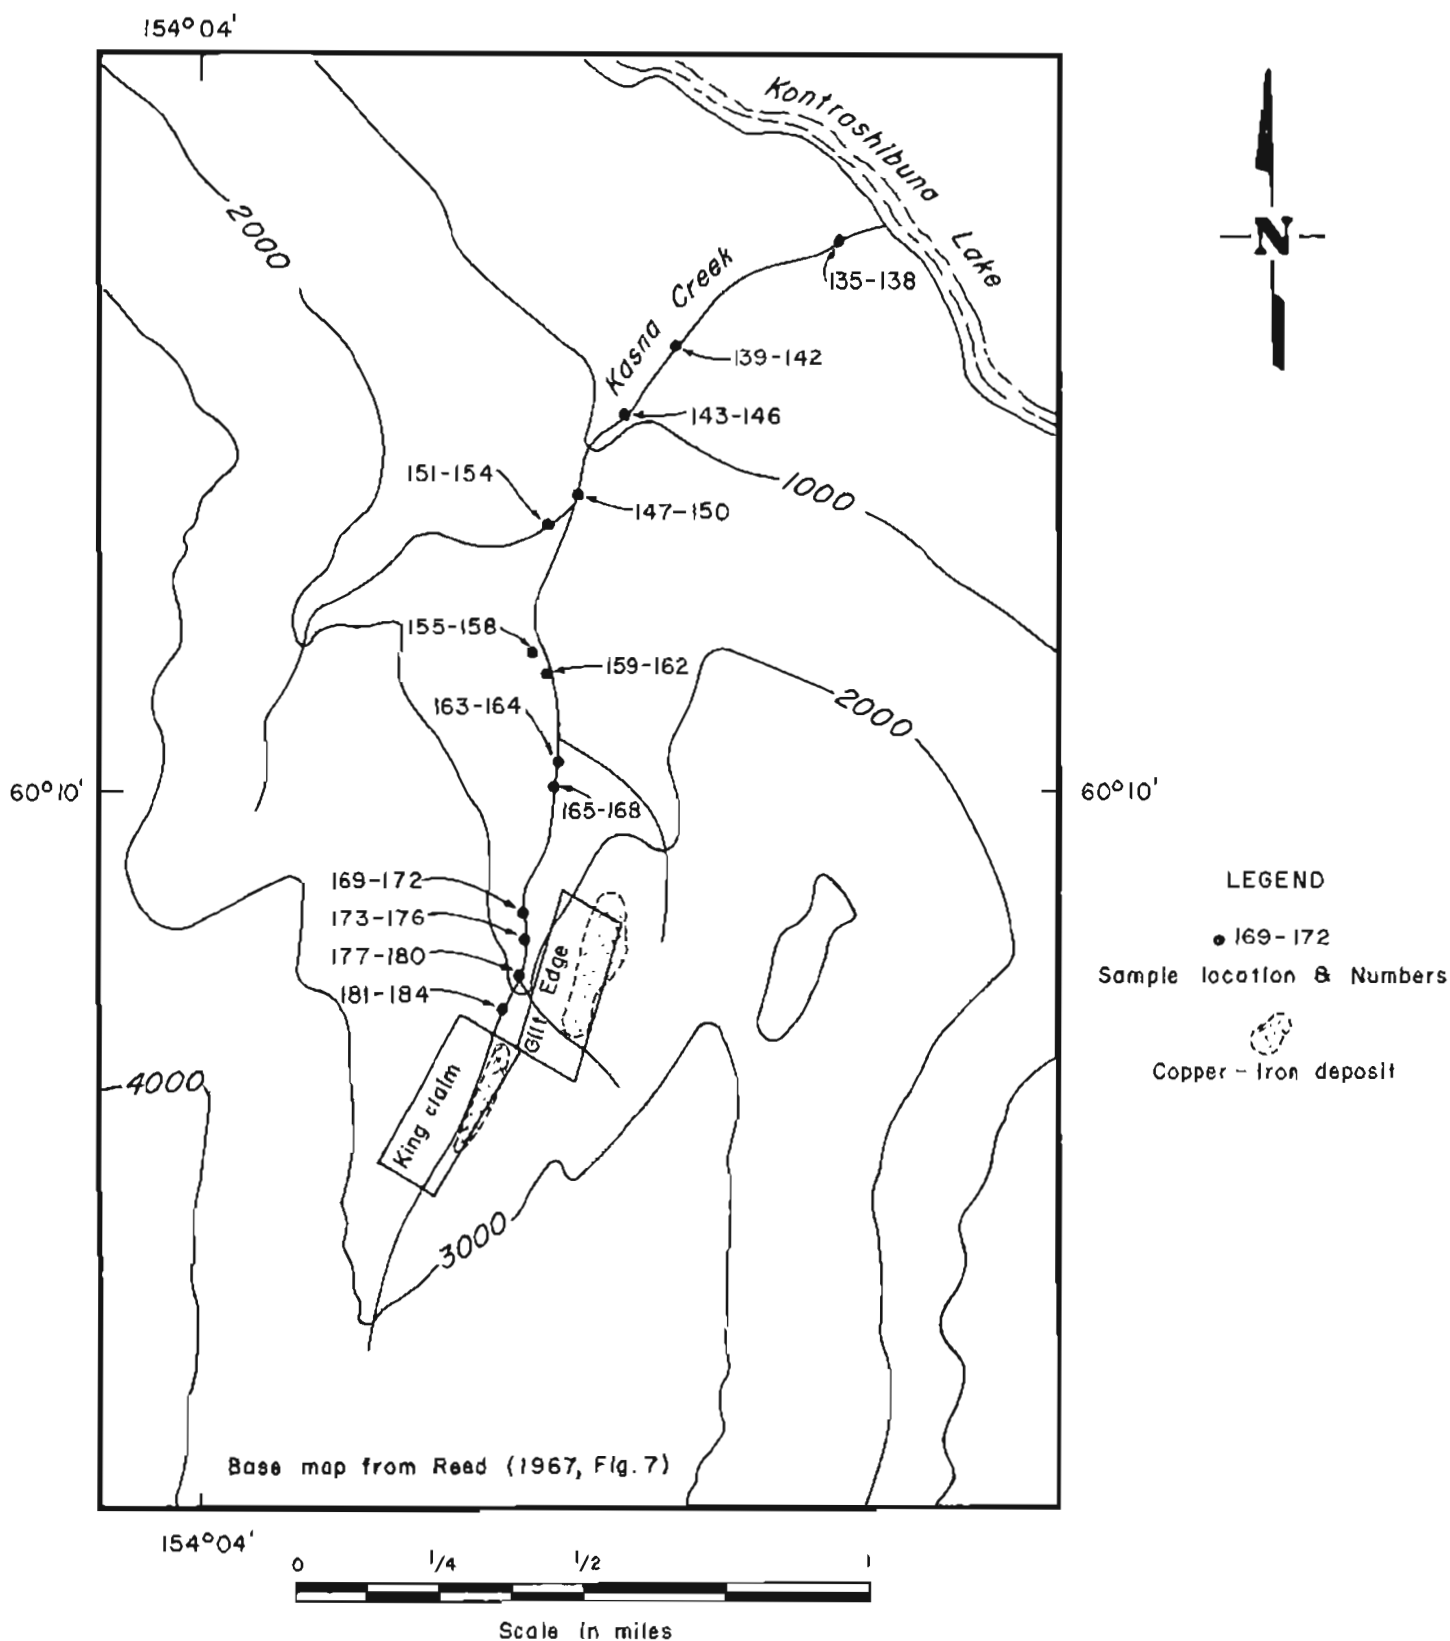 154°04'
Kontrashibuna Lake
2000
N
135-138
Kasna Creek
139-142
143-146
151-154
1000
147-150
155-158
159-162
163-164
2000
60°10'
60°10'
165-168
169-172
173-176
177-180
181-184
Gilt Edge
King claim
4000
3000
LEGEND
169-172
Sample location & Numbers
Copper-Iron deposit
Base map from Reed (1967, Fig. 7)
154°04'
0 1/4 1/2 1
Scale in miles